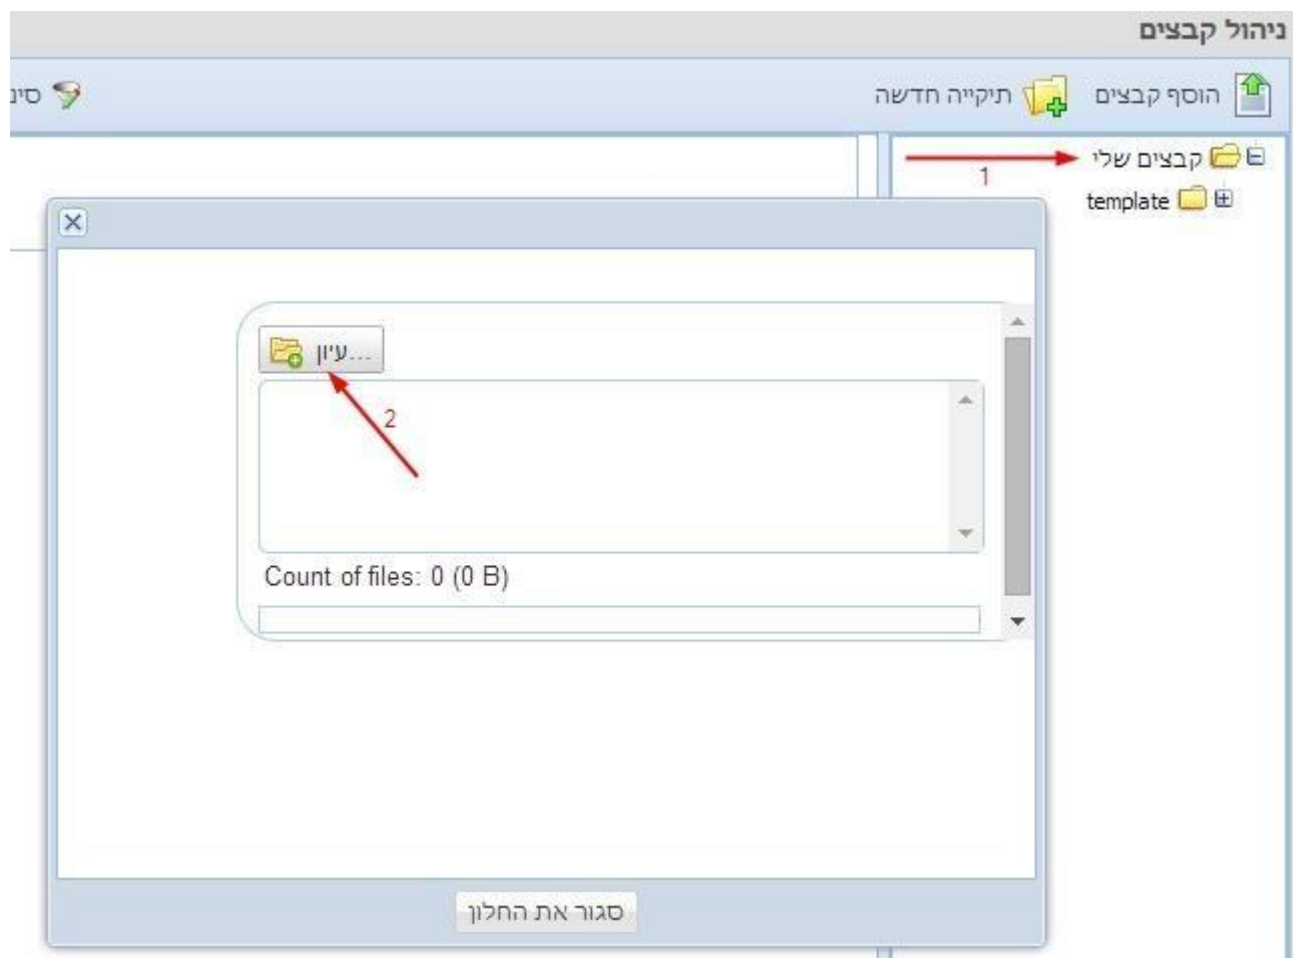 ניהול קבצים
הוסף קבצים תיקייה חדשה
קבצים שלי
1
template
עיון...
2
Count of files: 0 (0 B)
סגור את החלון